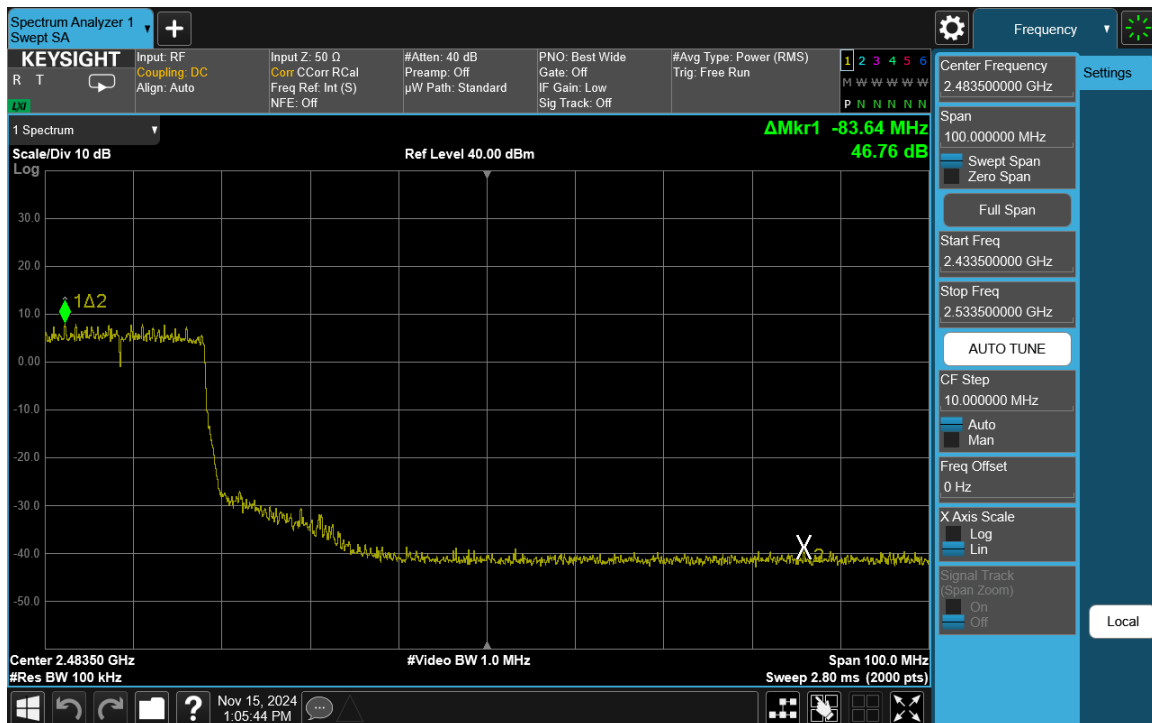 Spectrum Analyzer 1
Swept SA
Frequency
KEYSIGHT
R T
LXI
Input: RF
Coupling: DC
Align: Auto
Input Z: 50 Ω
Corr CCorr RCal
Freq Ref: Int (S)
NFE: Off
#Atten: 40 dB
Preamp: Off
µW Path: Standard
PNO: Best Wide
Gate: Off
IF Gain: Low
Sig Track: Off
#Avg Type: Power (RMS)
Trig: Free Run
1 2 3 4 5 6
M W W W W W
P N N N N N
1 Spectrum
ΔMkr1 -83.64 MHz
46.76 dB
Scale/Div 10 dB
Ref Level 40.00 dBm
Log
30.0
20.0
10.0
0.00
-10.0
-20.0
-30.0
-40.0
-50.0
1Δ2
X2
Center 2.48350 GHz
#Video BW 1.0 MHz
Span 100.0 MHz
#Res BW 100 kHz
Sweep 2.80 ms (2000 pts)
Nov 15, 2024
1:05:44 PM
Center Frequency
2.483500000 GHz
Span
100.000000 MHz
Swept Span
Zero Span
Full Span
Start Freq
2.433500000 GHz
Stop Freq
2.533500000 GHz
AUTO TUNE
CF Step
10.000000 MHz
Auto
Man
Freq Offset
0 Hz
X Axis Scale
Log
Lin
Signal Track
(Span Zoom)
On
Off
Settings
Local